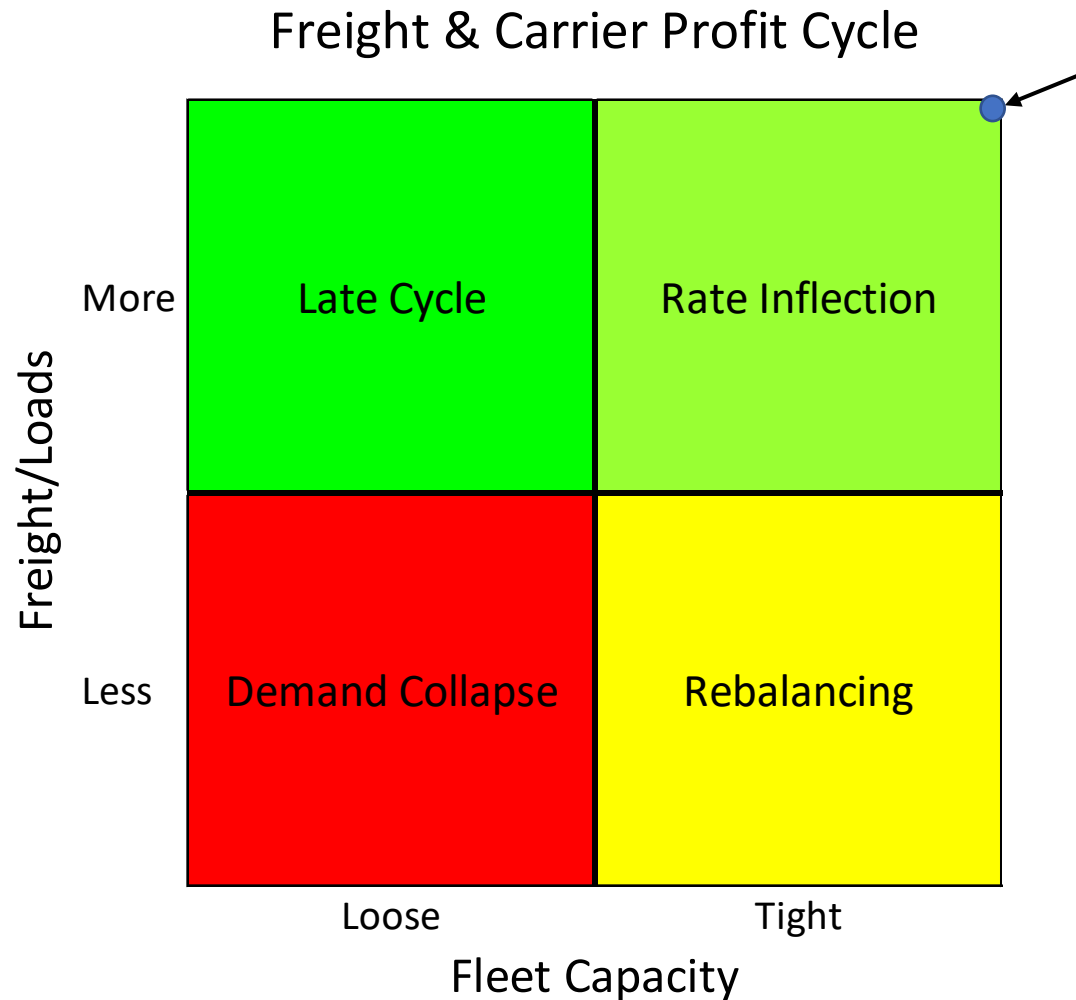 Freight & Carrier Profit Cycle
More
Late Cycle
Rate Inflection
Freight/Loads
Less
Demand Collapse
Rebalancing
Loose
Tight
Fleet Capacity